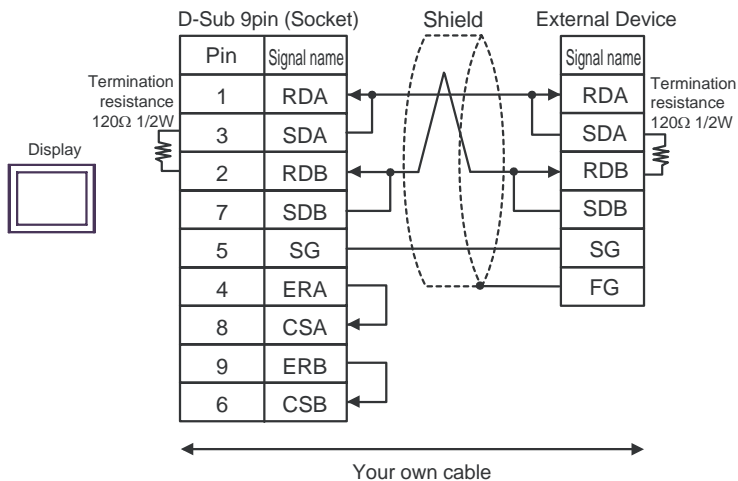 D-Sub 9pin (Socket) Shield External Device
Pin Signal name Signal name
Termination
resistance
120Ω 1/2W
Termination
resistance
120Ω 1/2W
Display
1 RDA RDA
3 SDA SDA
2 RDB RDB
7 SDB SDB
5 SG SG
4 ERA FG
8 CSA
9 ERB
6 CSB
Your own cable